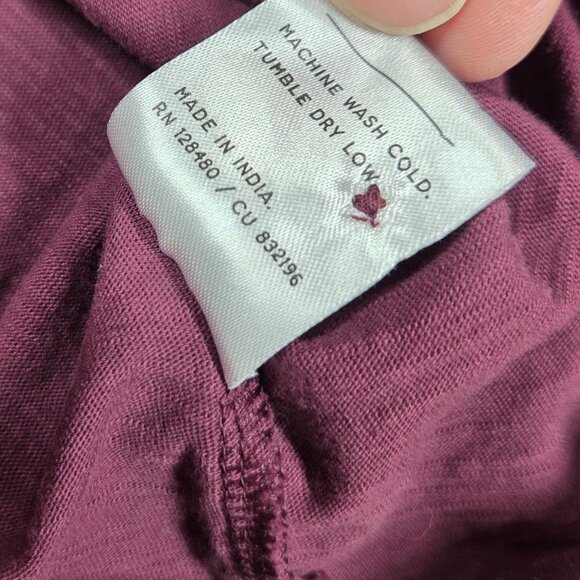 MACHINE WASH COLD.
TUMBLE DRY LOW
MADE IN INDIA.
RN 128480 / CU 832196